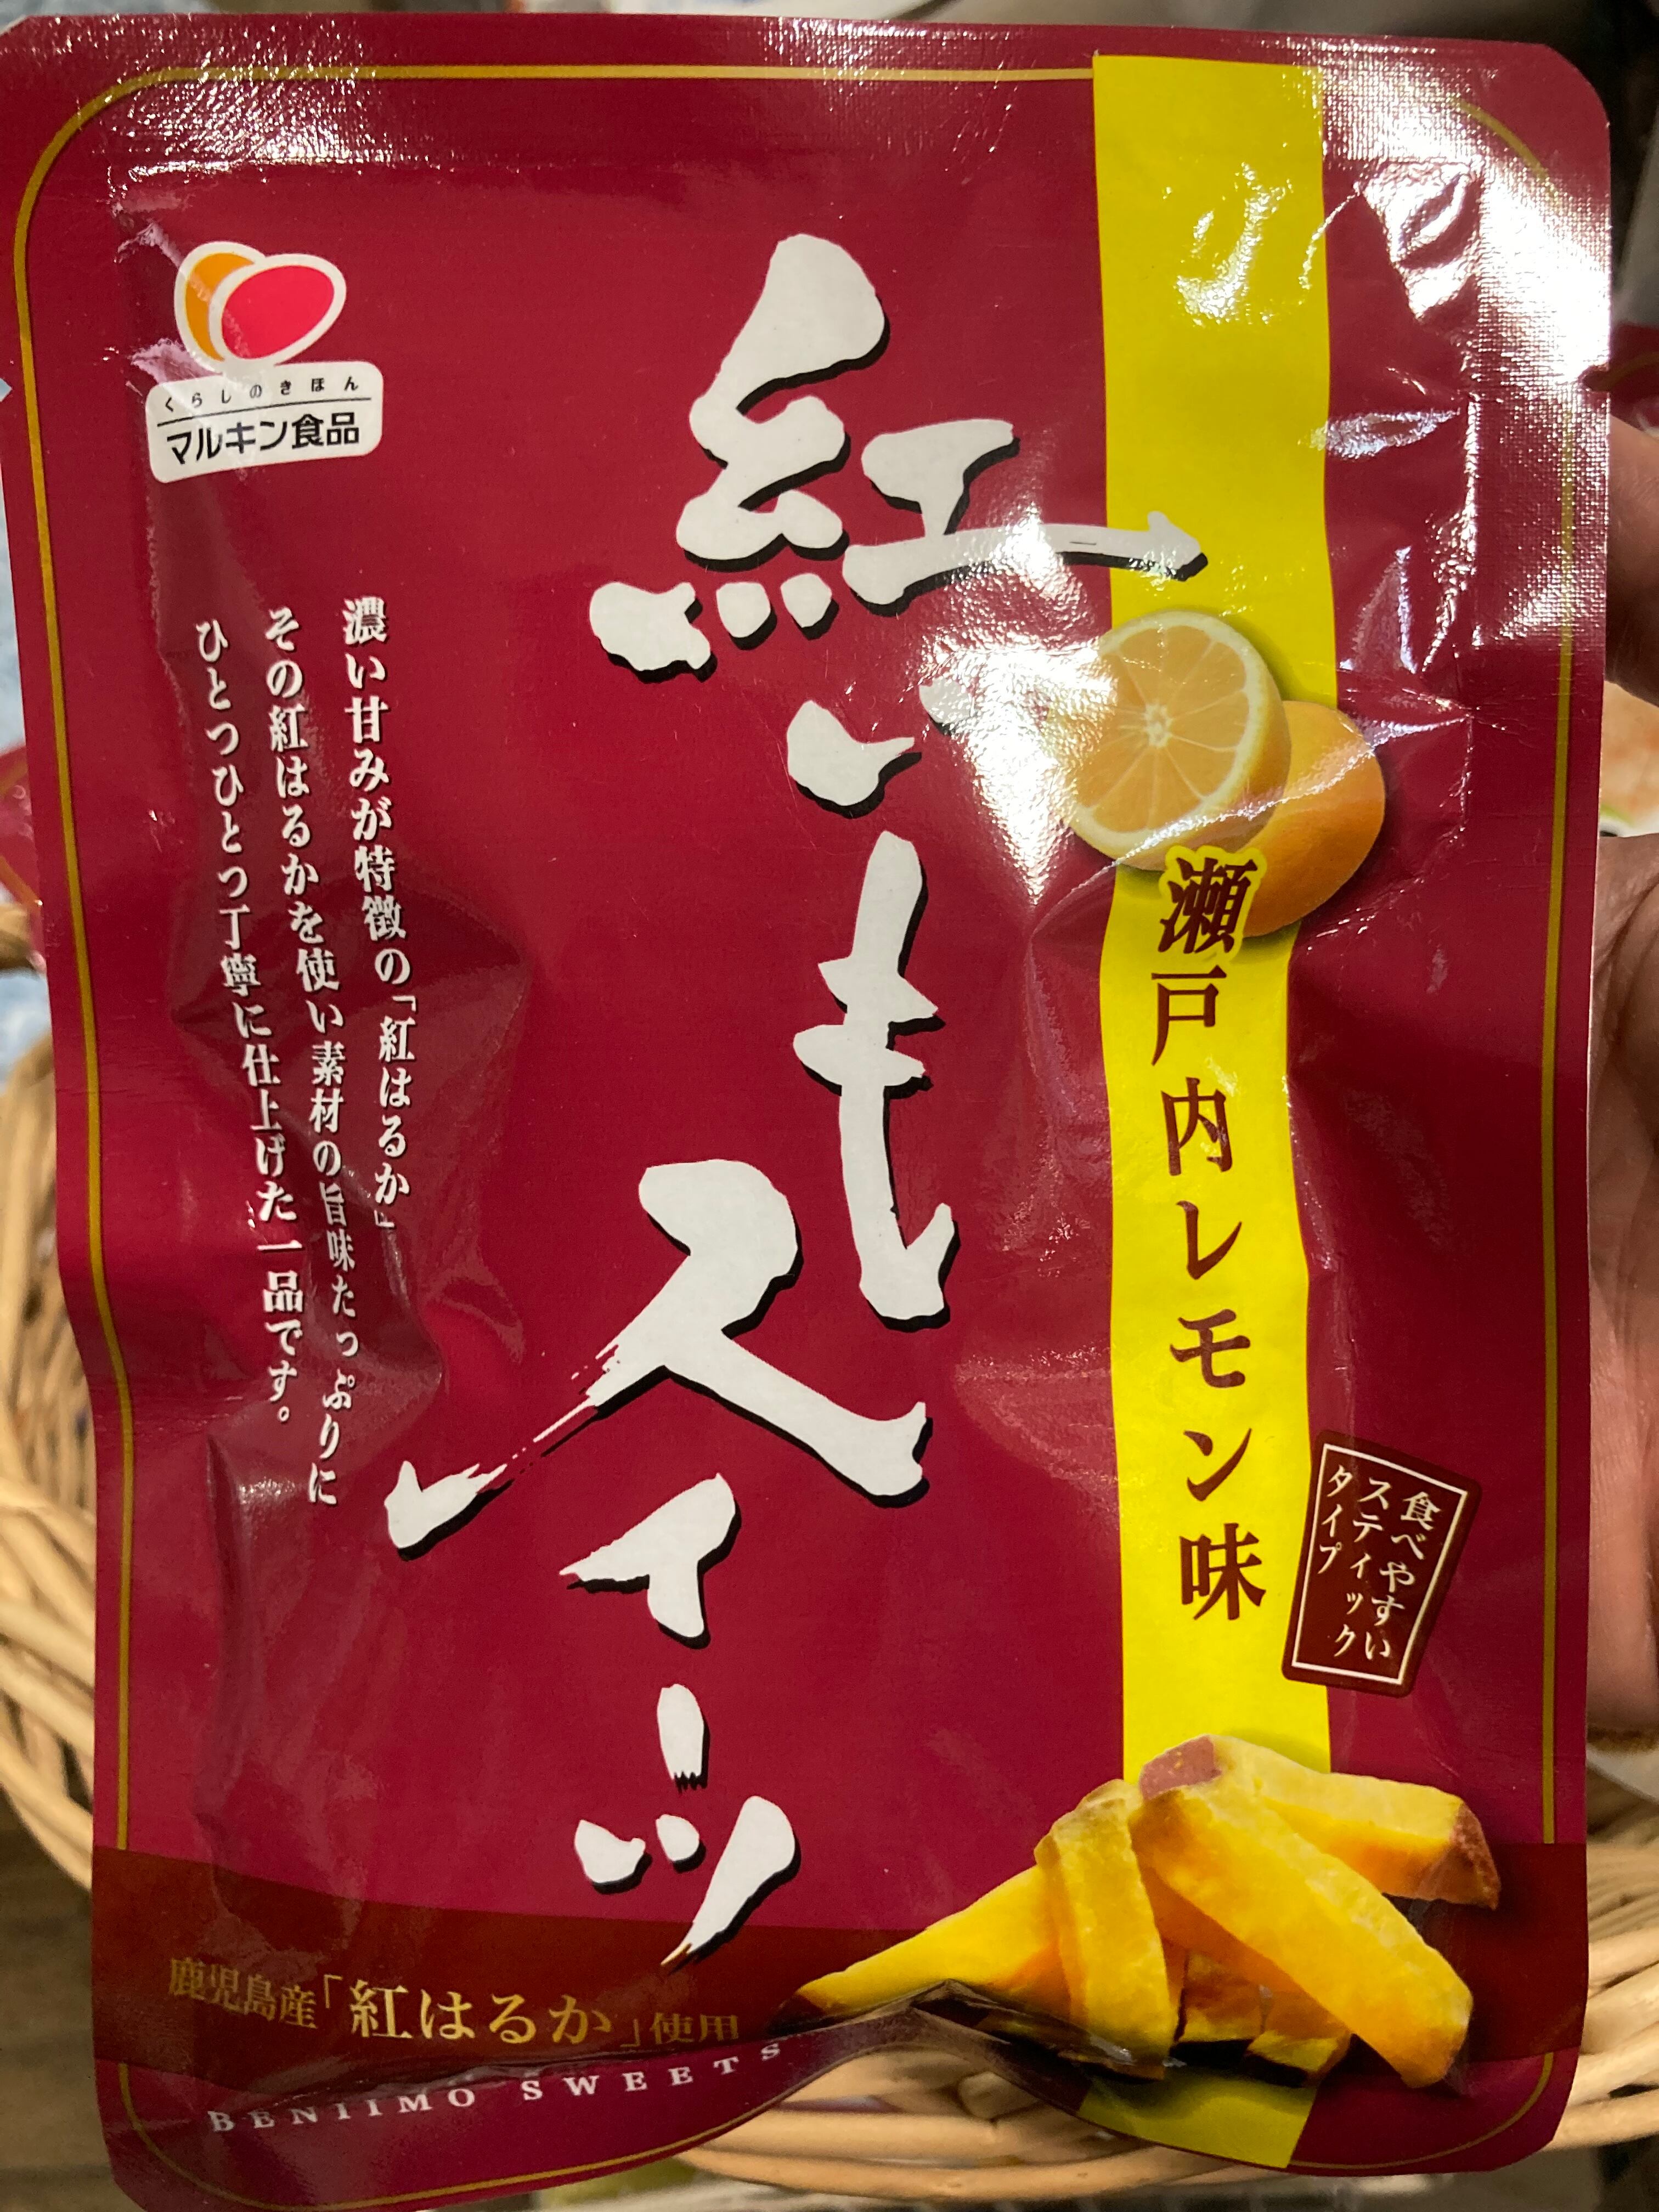 くらしのきほん
マルキン食品
紅いもスイーツ
瀬戸内レモン味
食べやすい
スティック
タイプ
濃い甘みが特徴の「紅はるか」
その紅はるかを使い素材の旨味たっぷりに
ひとつひとつ丁寧に仕上げた一品です。
鹿児島産「紅はるか」使用
BENIIMO SWEETS